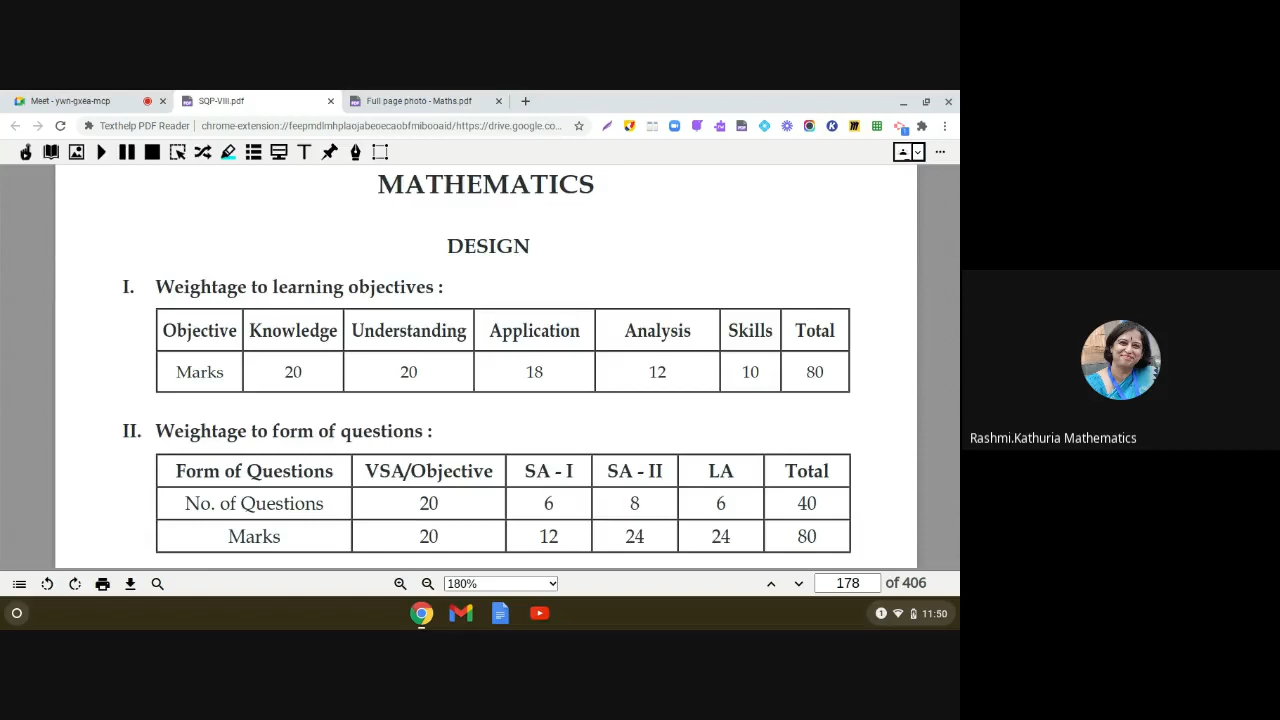 Meet - ywn-gxea-mcp
SQP-VIII.pdf
Full page photo - Maths.pdf
Texthelp PDF Reader
chrome-extension://feepmdlmhplaojabeoecaobfmibooaid/https://drive.google.co...
MATHEMATICS
DESIGN
I. Weightage to learning objectives :
Objective Knowledge Understanding Application Analysis Skills Total
Marks 20 20 18 12 10 80
II. Weightage to form of questions :
Form of Questions VSA/Objective SA - I SA - II LA Total
No. of Questions 20 6 8 6 40
Marks 20 12 24 24 80
180%
178 of 406
1 11:50
Rashmi.Kathuria Mathematics